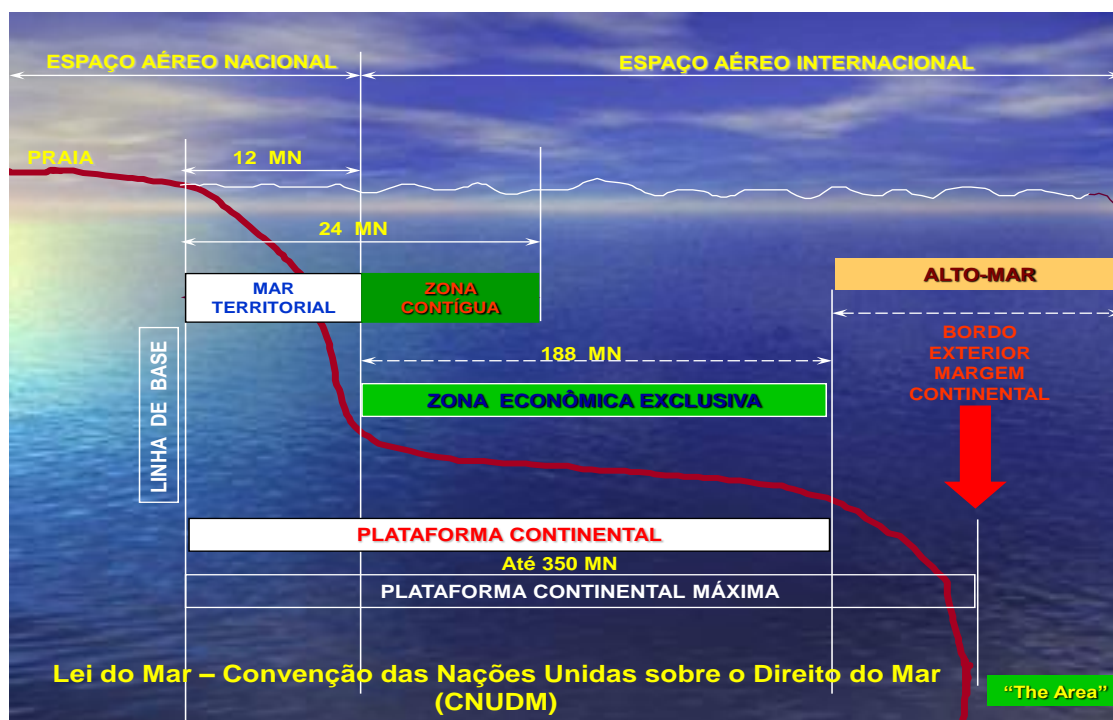 ESPAÇO AÉREO NACIONAL
ESPAÇO AÉREO INTERNACIONAL
PRAIA
12 MN
24 MN
MAR
TERRITORIAL
ZONA
CONTÍGUA
ALTO-MAR
LINHA DE BASE
188 MN
BORDO
EXTERIOR
MARGEM
CONTINENTAL
ZONA ECONÔMICA EXCLUSIVA
PLATAFORMA CONTINENTAL
Até 350 MN
PLATAFORMA CONTINENTAL MÁXIMA
Lei do Mar – Convenção das Nações Unidas sobre o Direito do Mar
(CNUDM)
“The Area”